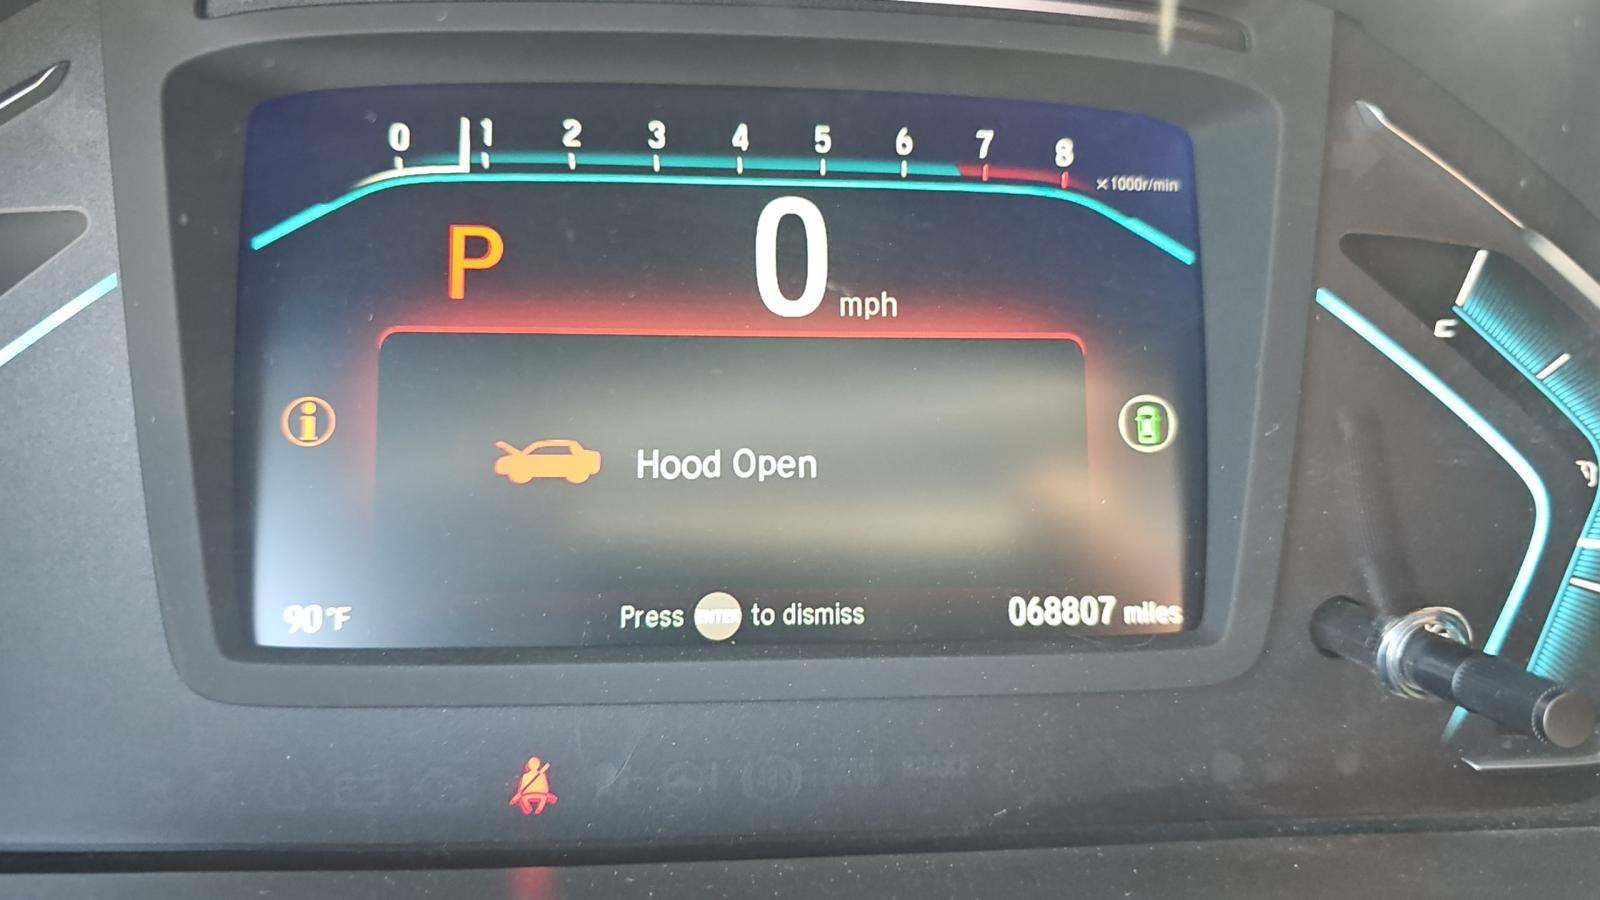 0 1 2 3 4 5 6 7 8
×1000r/min
P 0 mph
Hood Open
90°F Press ENTER to dismiss 068807 miles